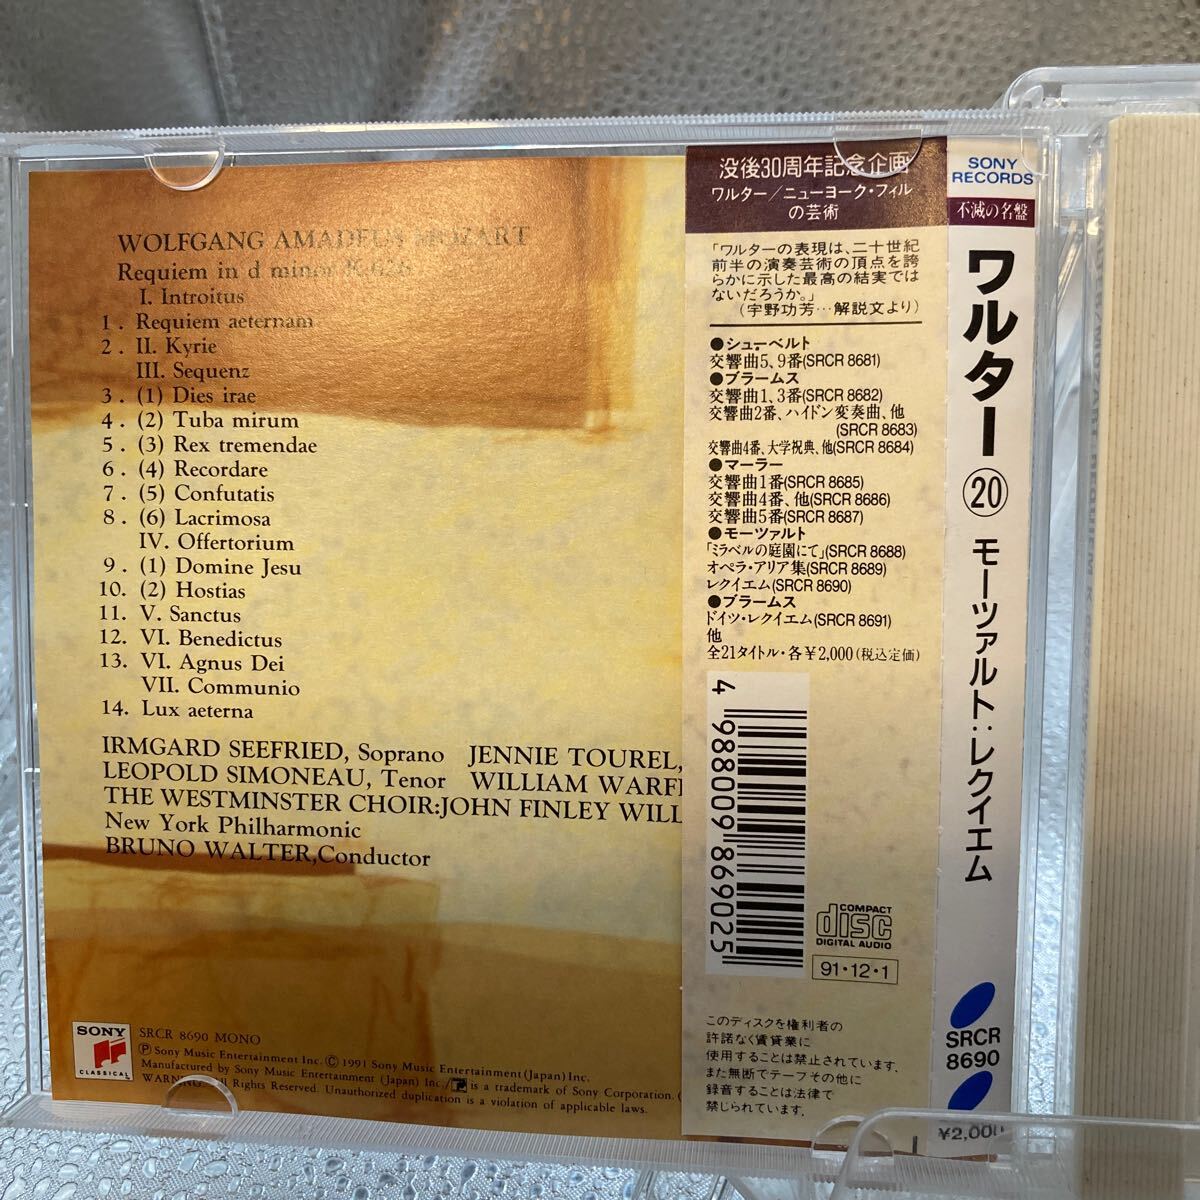 WOLFGANG AMADEUS MOZART
Requiem in d minor K.626
I. Introitus
1. Requiem aeternam
2. II. Kyrie
III. Sequenz
3. (1) Dies irae
4. (2) Tuba mirum
5. (3) Rex tremendae
6. (4) Recordare
7. (5) Confutatis
8. (6) Lacrimosa
IV. Offertorium
9. (1) Domine Jesu
10. (2) Hostias
11. V. Sanctus
12. VI. Benedictus
13. VI. Agnus Dei
VII. Communio
14. Lux aeterna
IRMGARD SEEFRIED, Soprano JENNIE TOUREL,
LEOPOLD SIMONEAU, Tenor WILLIAM WARF
THE WESTMINSTER CHOIR:JOHN FINLEY WILL
New York Philharmonic
BRUNO WALTER,Conductor
SONY
CLASSICAL
SRCR 8690 MONO
Ⓟ Sony Music Entertainment Inc. Ⓒ 1991 Sony Music Entertainment (Japan) Inc.
Manufactured by Sony Music Entertainment (Japan) Inc./ is a trademark of Sony Corporation.
WARNING: All Rights Reserved. Unauthorized duplication is a violation of applicable laws.
没後30周年記念企画
ワルター/ニューヨーク・フィル
の芸術
「ワルターの表現は、二十世紀
前半の演奏芸術の頂点を誇
らかに示した最高の結実では
ないだろうか。」
(宇野功芳…解説文より)
●シューベルト
交響曲5、9番(SRCR 8681)
●ブラームス
交響曲1、3番(SRCR 8682)
交響曲2番、ハイドン変奏曲、他
(SRCR 8683)
交響曲4番、大学祝典、他(SRCR 8684)
●マーラー
交響曲1番(SRCR 8685)
交響曲4番、他(SRCR 8686)
交響曲5番(SRCR 8687)
●モーツァルト
「ミラベルの庭園にて」(SRCR 8688)
オペラ・アリア集(SRCR 8689)
レクイエム(SRCR 8690)
●ブラームス
ドイツ・レクイエム(SRCR 8691)
他
全21タイトル・各¥2,000(税込定価)
4 988009 869025
COMPACT
disc
DIGITAL AUDIO
91・12・1
このディスクを権利者の
許諾なく賃貸業に
使用することは禁止されています。
また無断でテープその他に
録音することは法律で
禁じられています。
SONY
RECORDS
不滅の名盤
ワルター⑳ モーツァルト:レクイエム
SRCR
8690
¥2,000